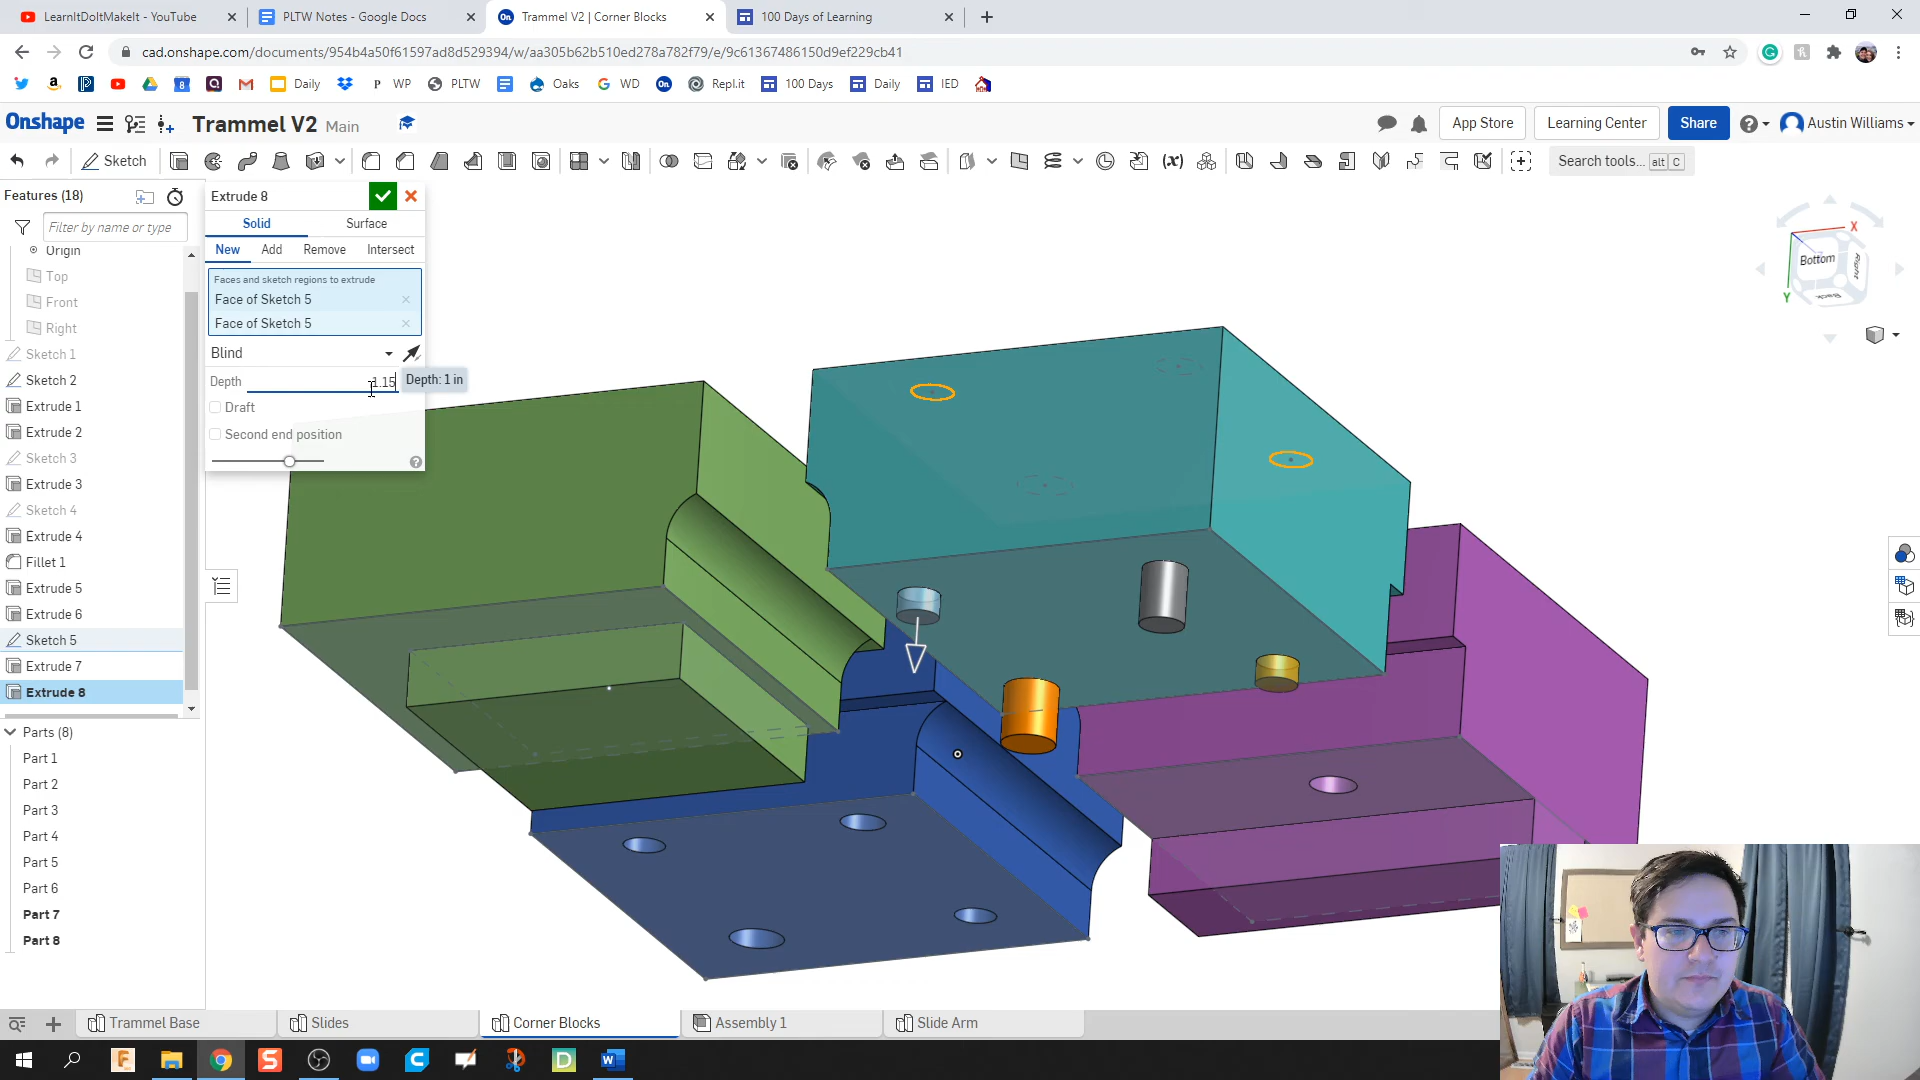 LearnItDoItMakeIt - YouTube
PLTW Notes - Google Docs
On
Trammel V2 | Corner Blocks
100 Days of Learning
cad.onshape.com/documents/954b4a50f61597ad8d529394/w/aa305b62b510ed278a782f79/e/9c61367486150d9ef229cb41
Daily
P WP
PLTW
Oaks
G WD
On
Repl.it
100 Days
Daily
IED
Onshape
Trammel V2 Main
App Store
Learning Center
Share
Austin Williams
Sketch
(x)
Search tools... alt C
Features (18)
Filter by name or type
Origin
Top
Front
Right
Sketch 1
Sketch 2
Extrude 1
Extrude 2
Sketch 3
Extrude 3
Sketch 4
Extrude 4
Fillet 1
Extrude 5
Extrude 6
Sketch 5
Extrude 7
Extrude 8
Parts (8)
Part 1
Part 2
Part 3
Part 4
Part 5
Part 6
Part 7
Part 8
Extrude 8
Solid
Surface
New
Add
Remove
Intersect
Faces and sketch regions to extrude
Face of Sketch 5
Face of Sketch 5
Blind
Depth
1.15
Depth: 1 in
Draft
Second end position
X
Bottom
Right
Back
Y
Trammel Base
Slides
Corner Blocks
Assembly 1
Slide Arm